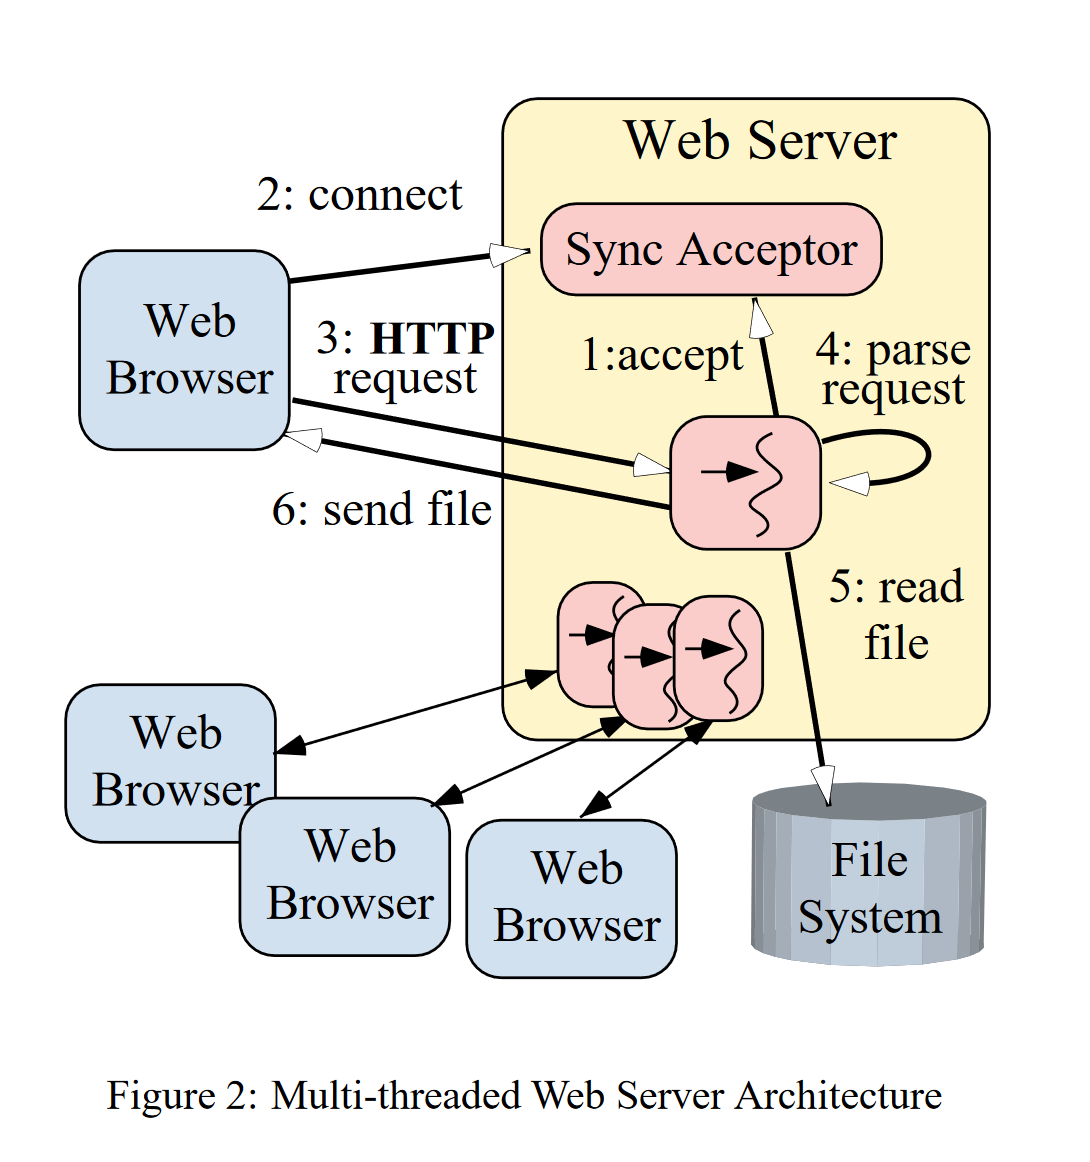 Web Server
2: connect
Sync Acceptor
Web
Browser
3: HTTP
request
1:accept
4: parse
request
6: send file
5: read
file
Web
Browser
Web
Browser
Web
Browser
File
System
Figure 2: Multi-threaded Web Server Architecture